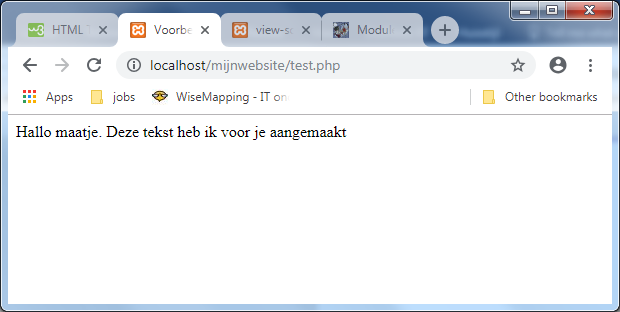 HTML
Voorbe
view-s
Modul
localhost/mijnwebsite/test.php
Apps jobs WiseMapping - IT on Other bookmarks
Hallo maatje. Deze tekst heb ik voor je aangemaakt